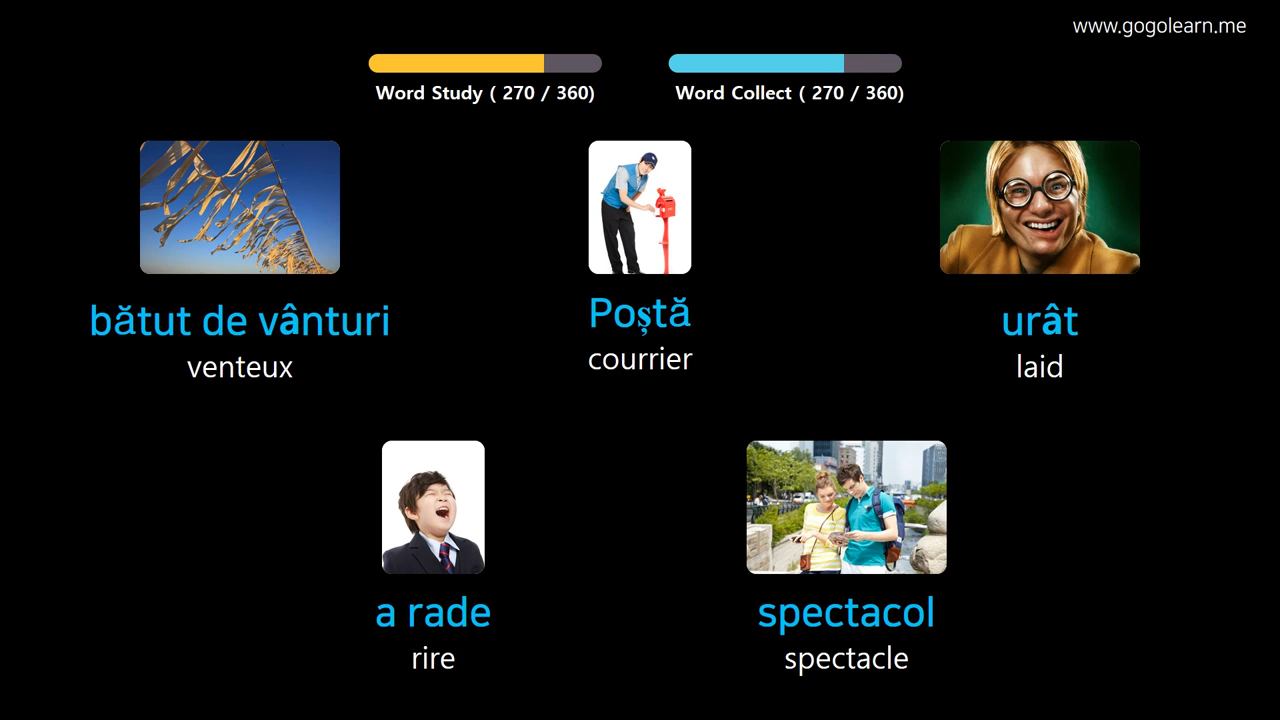 www.gogolearn.me
Word Study ( 270 / 360)
Word Collect ( 270 / 360)
bătut de vânturi
venteux
Poștă
courrier
urât
laid
a rade
rire
spectacol
spectacle